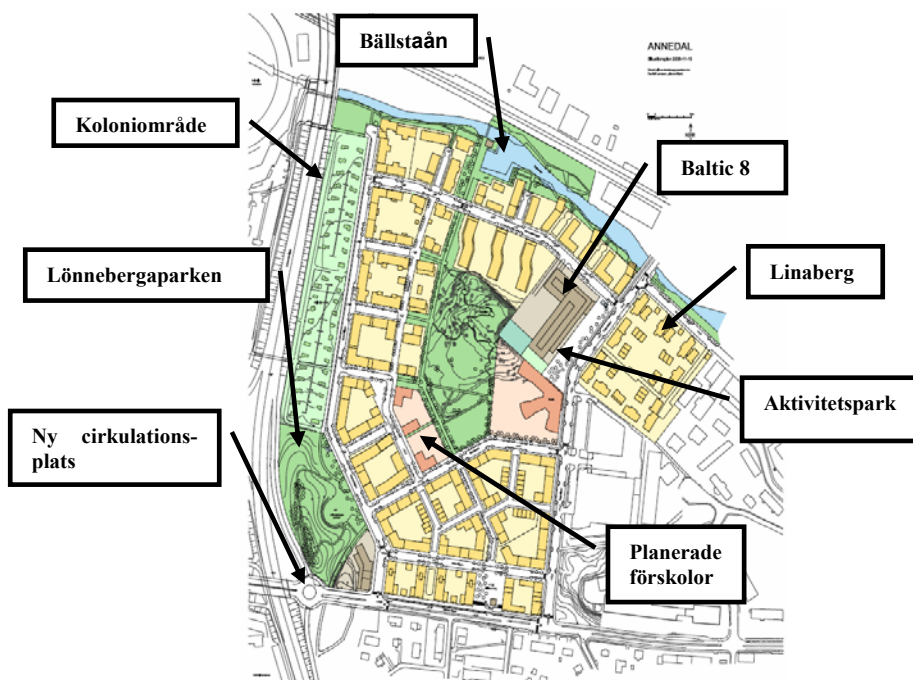 Bällstaån
ANNEDAL
Koloniområde
Baltic 8
Lönnebergaparken
Linaberg
Aktivitetspark
Ny cirkulations-
plats
Planerade
förskolor